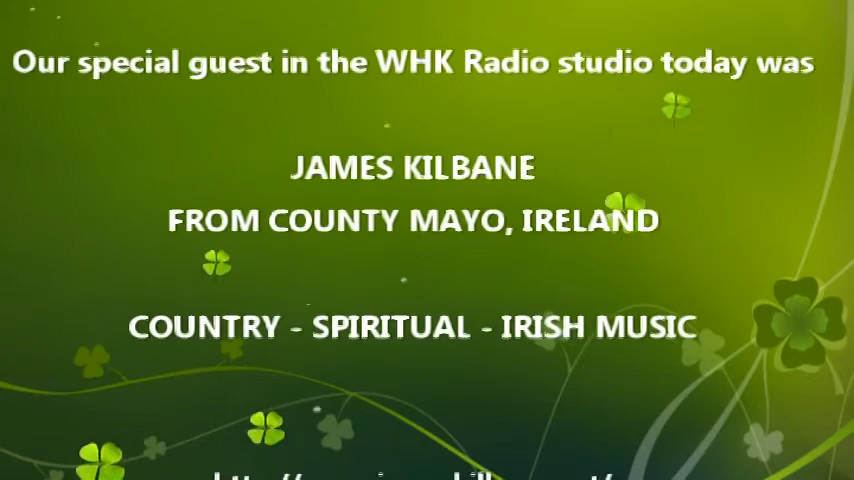 Our special guest in the WHK Radio studio today was
JAMES KILBANE
FROM COUNTY MAYO, IRELAND
COUNTRY - SPIRITUAL - IRISH MUSIC